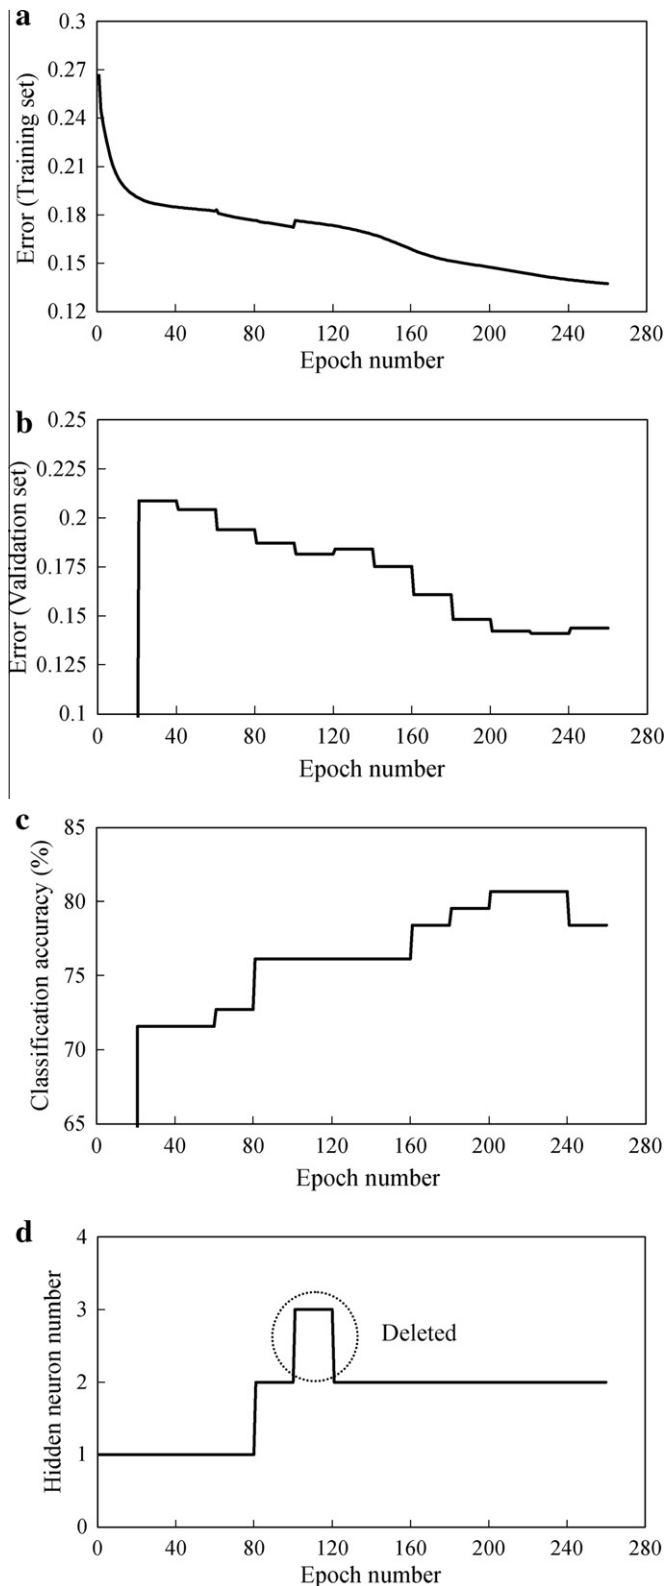 a
Error (Training set)
0.3
0.27
0.24
0.21
0.18
0.15
0.12
0 40 80 120 160 200 240 280
Epoch number
b
Error (Validation set)
0.25
0.225
0.2
0.175
0.15
0.125
0.1
0 40 80 120 160 200 240 280
Epoch number
c
Classification accuracy (%)
85
80
75
70
65
0 40 80 120 160 200 240 280
Epoch number
d
Hidden neuron number
4
3
2
1
0
Deleted
0 40 80 120 160 200 240 280
Epoch number